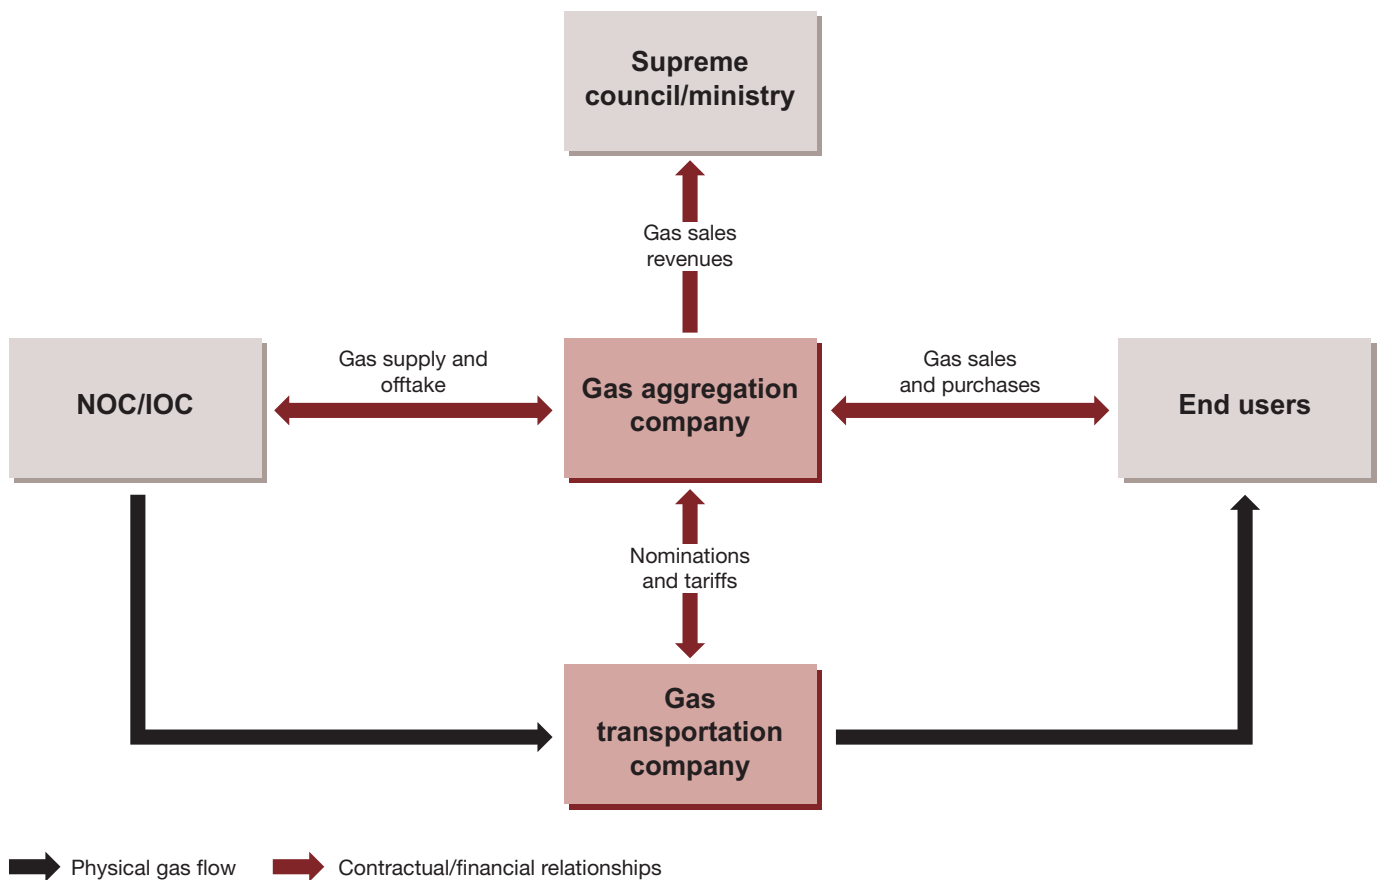 Supreme
council/ministry
Gas sales
revenues
NOC/IOC
Gas supply and
offtake
Gas aggregation
company
Gas sales
and purchases
End users
Nominations
and tariffs
Gas
transportation
company
Physical gas flow
Contractual/financial relationships